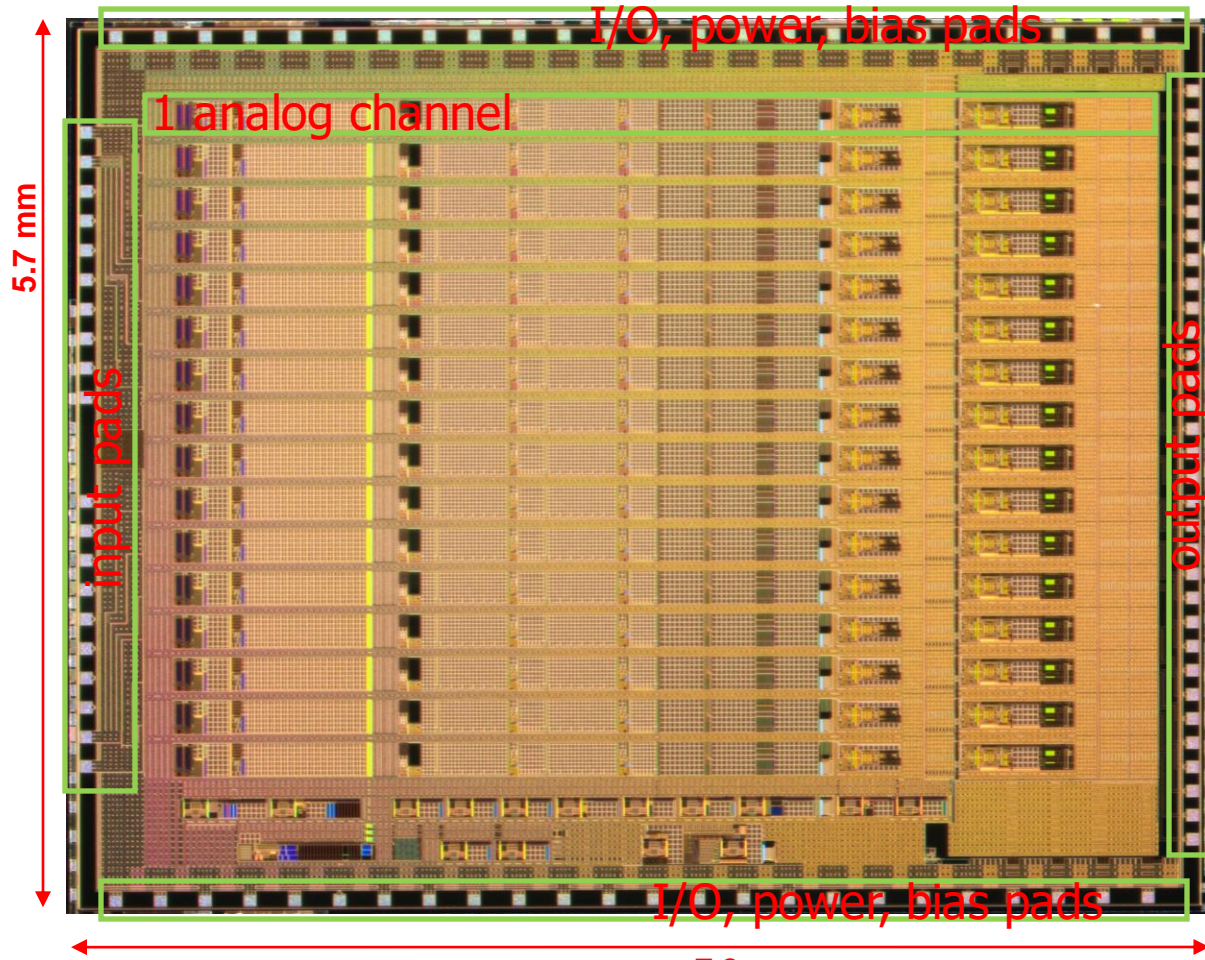 I/O, power, bias pads
1 analog channel
5.7 mm
input pads
output pads
I/O, power, bias pads